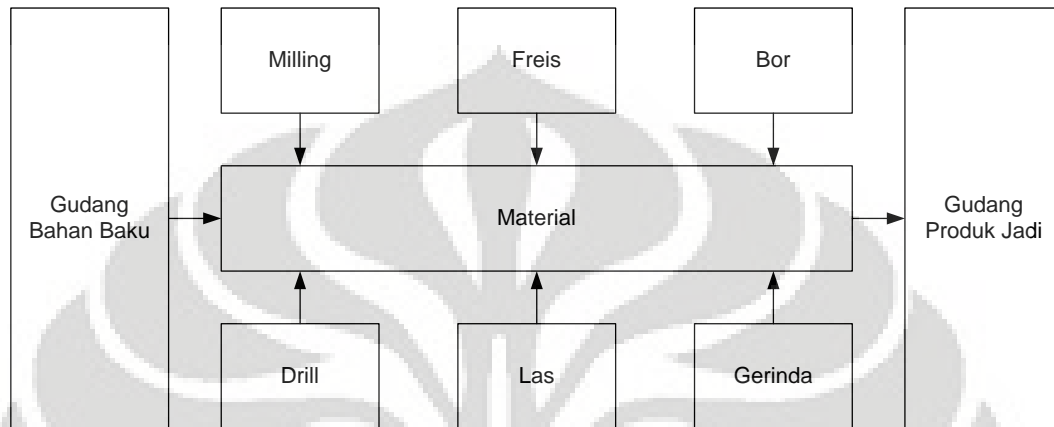 Milling
Freis
Bor
Gudang
Bahan Baku
Material
Gudang
Produk Jadi
Drill
Las
Gerinda